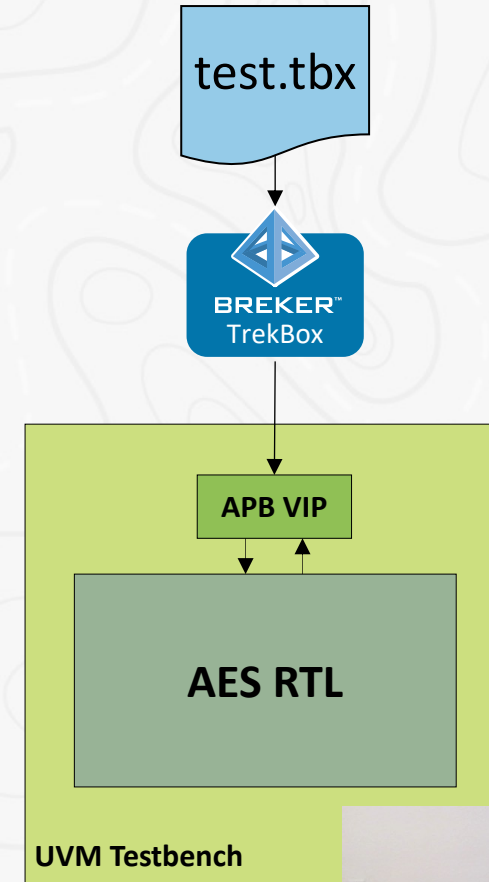 test.tbx
BREKER™
TrekBox
APB VIP
AES RTL
UVM Testbench